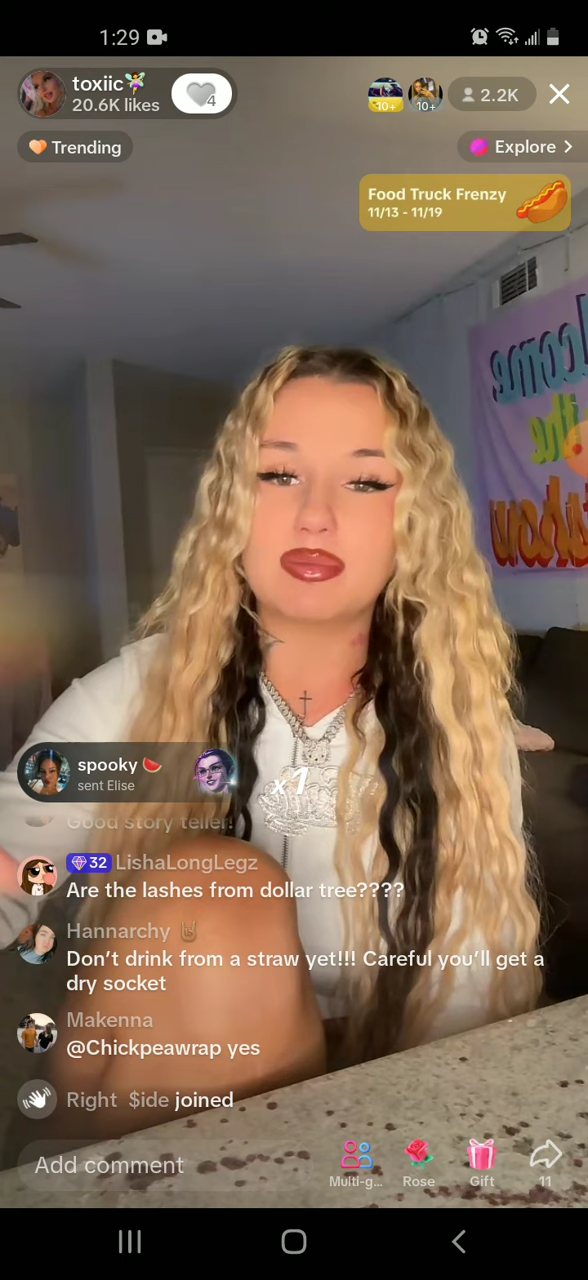 1:29
toxiic🧚
20.6K likes
4
10+
10+
2.2K
Trending
Explore
Food Truck Frenzy
11/13 - 11/19
spooky 🍉
sent Elise
x1
Good story teller!
32 LishaLongLegz
Are the lashes from dollar tree????
Hannarchy 🤘🏾
Don't drink from a straw yet!!! Careful you'll get a
dry socket
Makenna
@Chickpeawrap yes
Right $ide joined
Add comment
Multi-g...
Rose
Gift
11